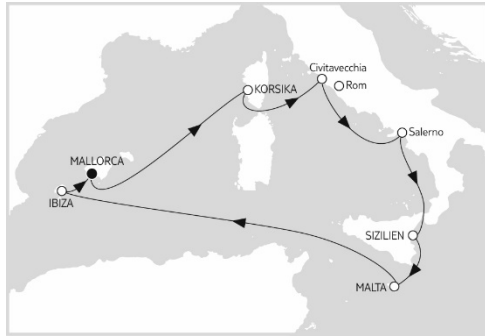 Civitavecchia
Rom
KORSIKA
Salerno
MALLORCA
IBIZA
SIZILIEN
MALTA